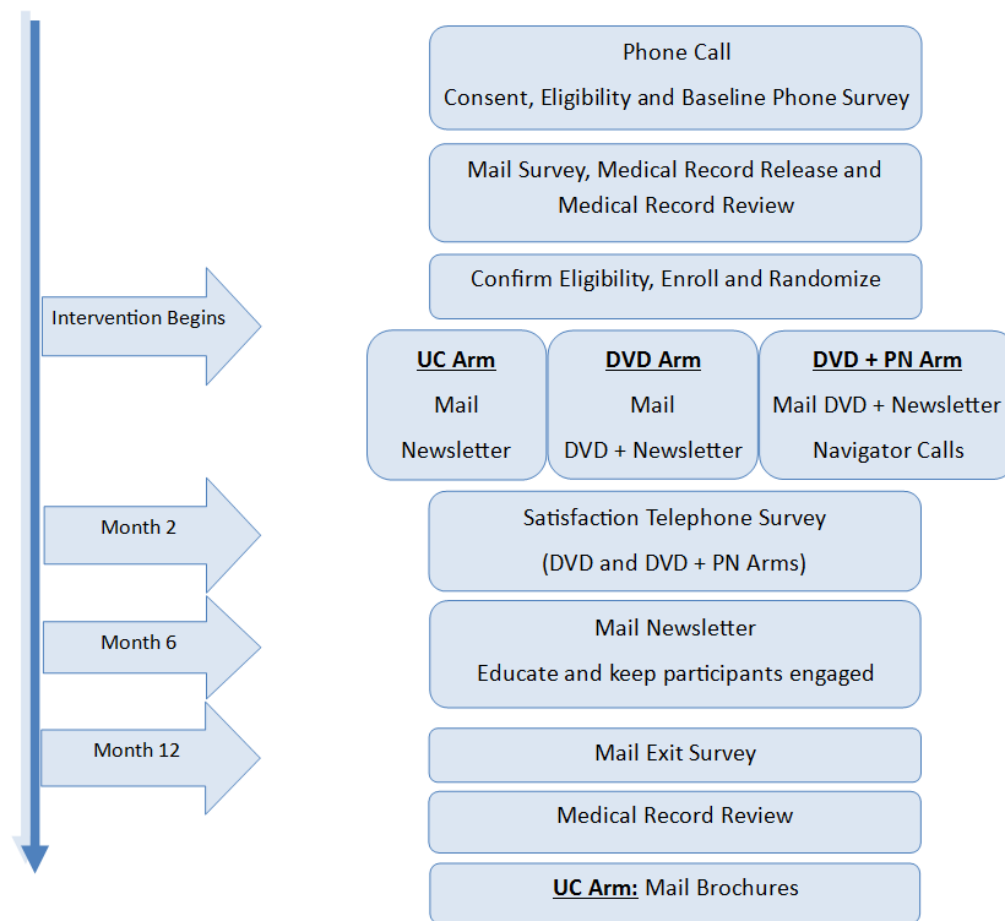 Phone Call
Consent, Eligibility and Baseline Phone Survey
Mail Survey, Medical Record Release and
Medical Record Review
Confirm Eligibility, Enroll and Randomize
Intervention Begins
UC Arm
Mail
Newsletter
DVD Arm
Mail
DVD + Newsletter
DVD + PN Arm
Mail DVD + Newsletter
Navigator Calls
Month 2
Satisfaction Telephone Survey
(DVD and DVD + PN Arms)
Month 6
Mail Newsletter
Educate and keep participants engaged
Month 12
Mail Exit Survey
Medical Record Review
UC Arm: Mail Brochures